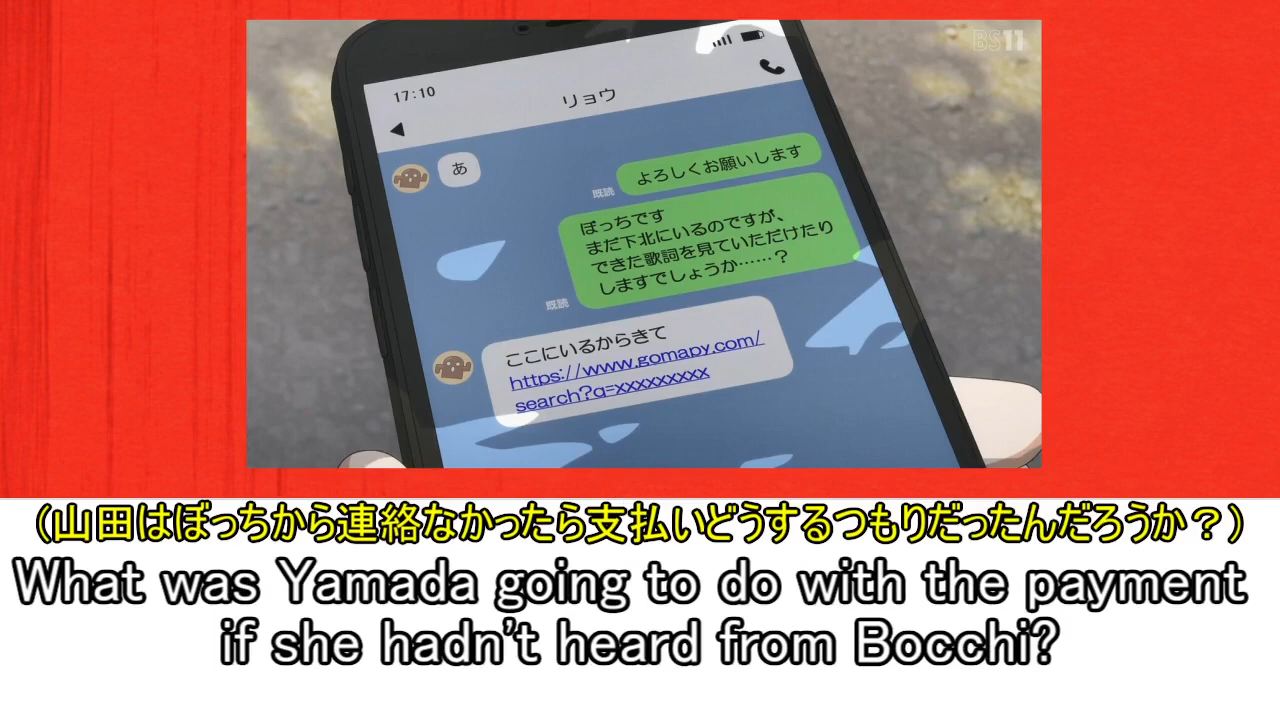 BS11
17:10
リョウ
あ
よろしくお願いします
既読
ぼっちです
まだ下北にいるのですが、
できた歌詞を見ていただけたり
しますでしょうか……？
既読
ここにいるからきて
https://www.gomapy.com/
search?q=xxxxxxxxx
（山田はぼっちから連絡なかったら支払いどうするつもりだったんだろうか？）
What was Yamada going to do with the payment
if she hadn't heard from Bocchi?